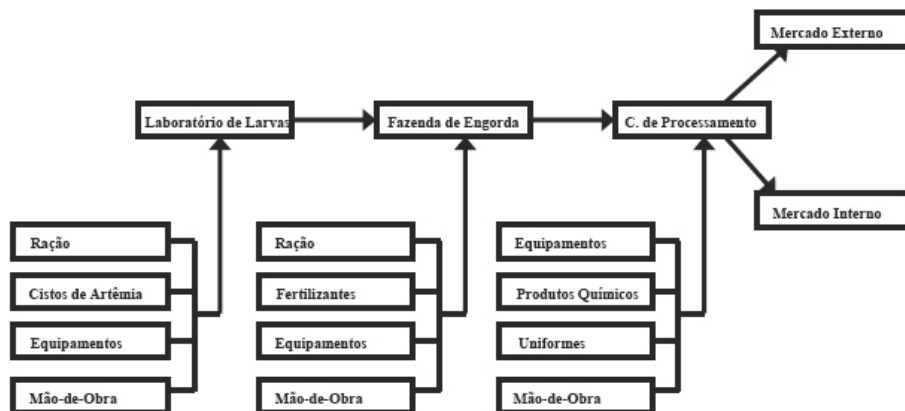 Mercado Externo
Laboratório de Larvas
Fazenda de Engorda
C. de Processamento
Mercado Interno
Ração
Cistos de Artêmia
Equipamentos
Mão-de-Obra
Ração
Fertilizantes
Equipamentos
Mão-de-Obra
Equipamentos
Produtos Químicos
Uniformes
Mão-de-Obra